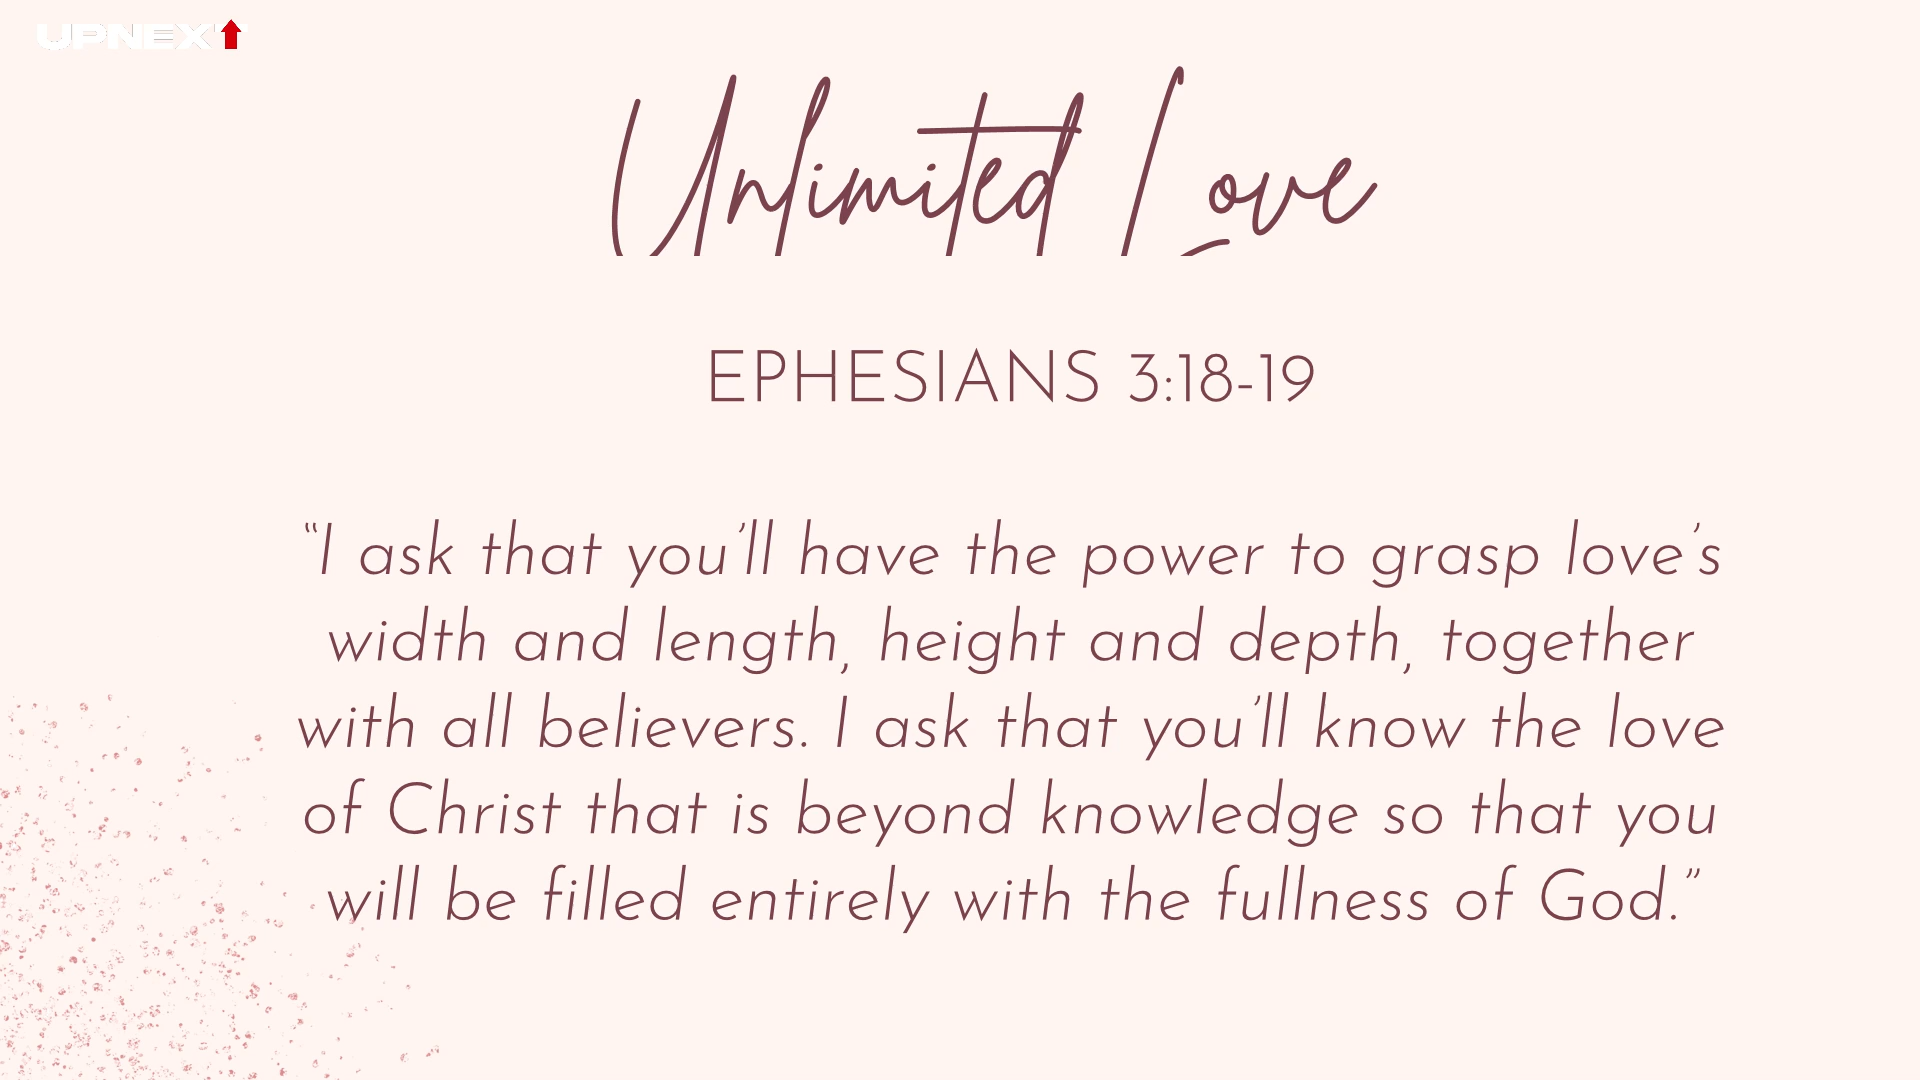 UPNEXT
Unlimited Love
EPHESIANS 3:18-19
“I ask that you’ll have the power to grasp love’s
width and length, height and depth, together
with all believers. I ask that you’ll know the love
of Christ that is beyond knowledge so that you
will be filled entirely with the fullness of God.”